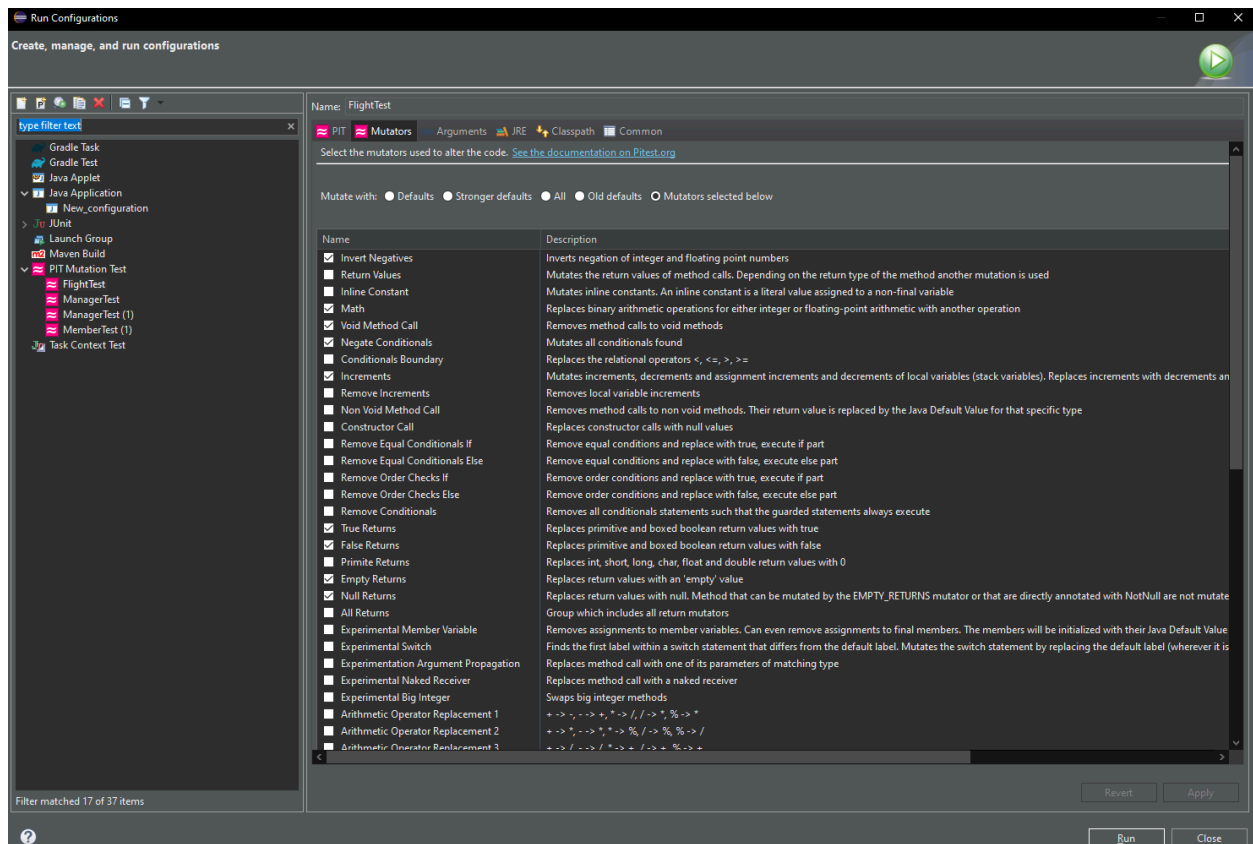 Run Configurations
Create, manage, and run configurations
type filter text
Gradle Task
Gradle Test
Java Applet
Java Application
New_configuration
JUnit
Launch Group
Maven Build
PIT Mutation Test
FlightTest
ManagerTest
ManagerTest (1)
MemberTest (1)
Task Context Test
Filter matched 17 of 37 items
Name: FlightTest
PIT Mutators Arguments JRE Classpath Common
Select the mutators used to alter the code. See the documentation on Pitest.org
Mutate with: Defaults Stronger defaults All Old defaults Mutators selected below
Name Description
Invert Negatives Inverts negation of integer and floating point numbers
Return Values Mutates the return values of method calls. Depending on the return type of the method another mutation is used
Inline Constant Mutates inline constants. An inline constant is a literal value assigned to a non-final variable
Math Replaces binary arithmetic operations for either integer or floating-point arithmetic with another operation
Void Method Call Removes method calls to void methods
Negate Conditionals Mutates all conditionals found
Conditionals Boundary Replaces the relational operators <, <=, >, >=
Increments Mutates increments, decrements and assignment increments and decrements of local variables (stack variables). Replaces increments with decrements an
Remove Increments Removes local variable increments
Non Void Method Call Removes method calls to non void methods. Their return value is replaced by the Java Default Value for that specific type
Constructor Call Replaces constructor calls with null values
Remove Equal Conditionals If Remove equal conditions and replace with true, execute if part
Remove Equal Conditionals Else Remove equal conditions and replace with false, execute else part
Remove Order Checks If Remove order conditions and replace with true, execute if part
Remove Order Checks Else Remove order conditions and replace with false, execute else part
Remove Conditionals Removes all conditionals statements such that the guarded statements always execute
True Returns Replaces primitive and boxed boolean return values with true
False Returns Replaces primitive and boxed boolean return values with false
Primite Returns Replaces int, short, long, char, float and double return values with 0
Empty Returns Replaces return values with an 'empty' value
Null Returns Replaces return values with null. Method that can be mutated by the EMPTY_RETURNS mutator or that are directly annotated with NotNull are not mutate
All Returns Group which includes all return mutators
Experimental Member Variable Removes assignments to member variables. Can even remove assignments to final members. The members will be initialized with their Java Default Value
Experimental Switch Finds the first label within a switch statement that differs from the default label. Mutates the switch statement by replacing the default label (wherever it is
Experimentation Argument Propagation Replaces method call with one of its parameters of matching type
Experimental Naked Receiver Replaces method call with a naked receiver
Experimental Big Integer Swaps big integer methods
Arithmetic Operator Replacement 1 + -> -, - -> +, * -> /, / -> *, % -> *
Arithmetic Operator Replacement 2 + -> *, - -> *, * -> %, / -> %, % -> /
Arithmetic Operator Replacement 3 + -> /, - -> /, * -> +, / -> +, % -> +
Revert Apply
Run Close